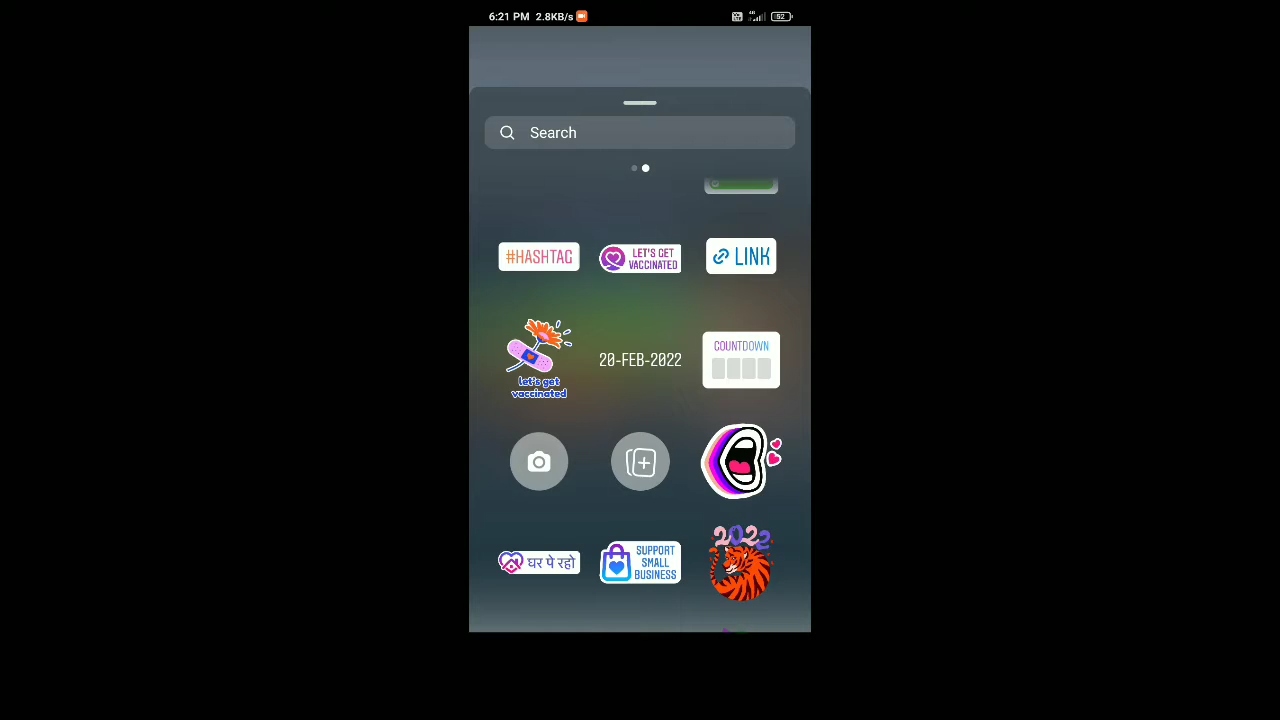 6:21 PM 2.8KB/s
52
Search
#HASHTAG
LET'S GET
VACCINATED
LINK
let's get
vaccinated
20-FEB-2022
COUNTDOWN
घर पे रहो
SUPPORT
SMALL
BUSINESS
2022